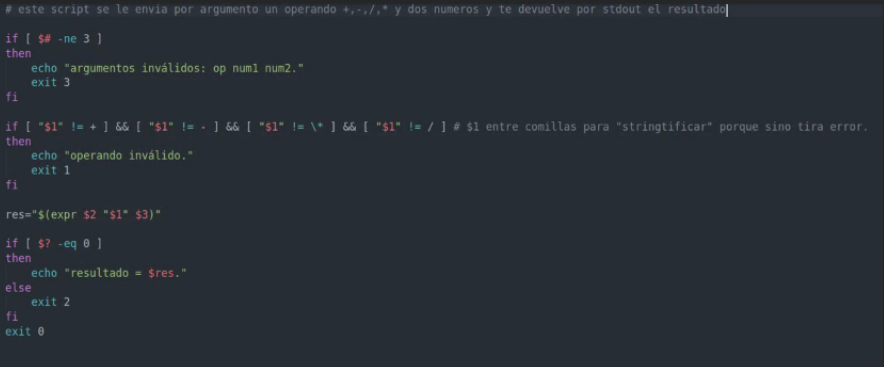 # este script se le envia por argumento un operando +,-,/,* y dos numeros y te devuelve por stdout el resultado
if [ $# -ne 3 ]
then
    echo "argumentos inválidos: op num1 num2."
    exit 3
fi
if [ "$1" != + ] && [ "$1" != - ] && [ "$1" != \* ] && [ "$1" != / ] # $1 entre comillas para "stringtificar" porque sino tira error.
then
    echo "operando inválido."
    exit 1
fi
res="$(expr $2 "$1" $3)"
if [ $? -eq 0 ]
then
    echo "resultado = $res."
else
    exit 2
fi
exit 0